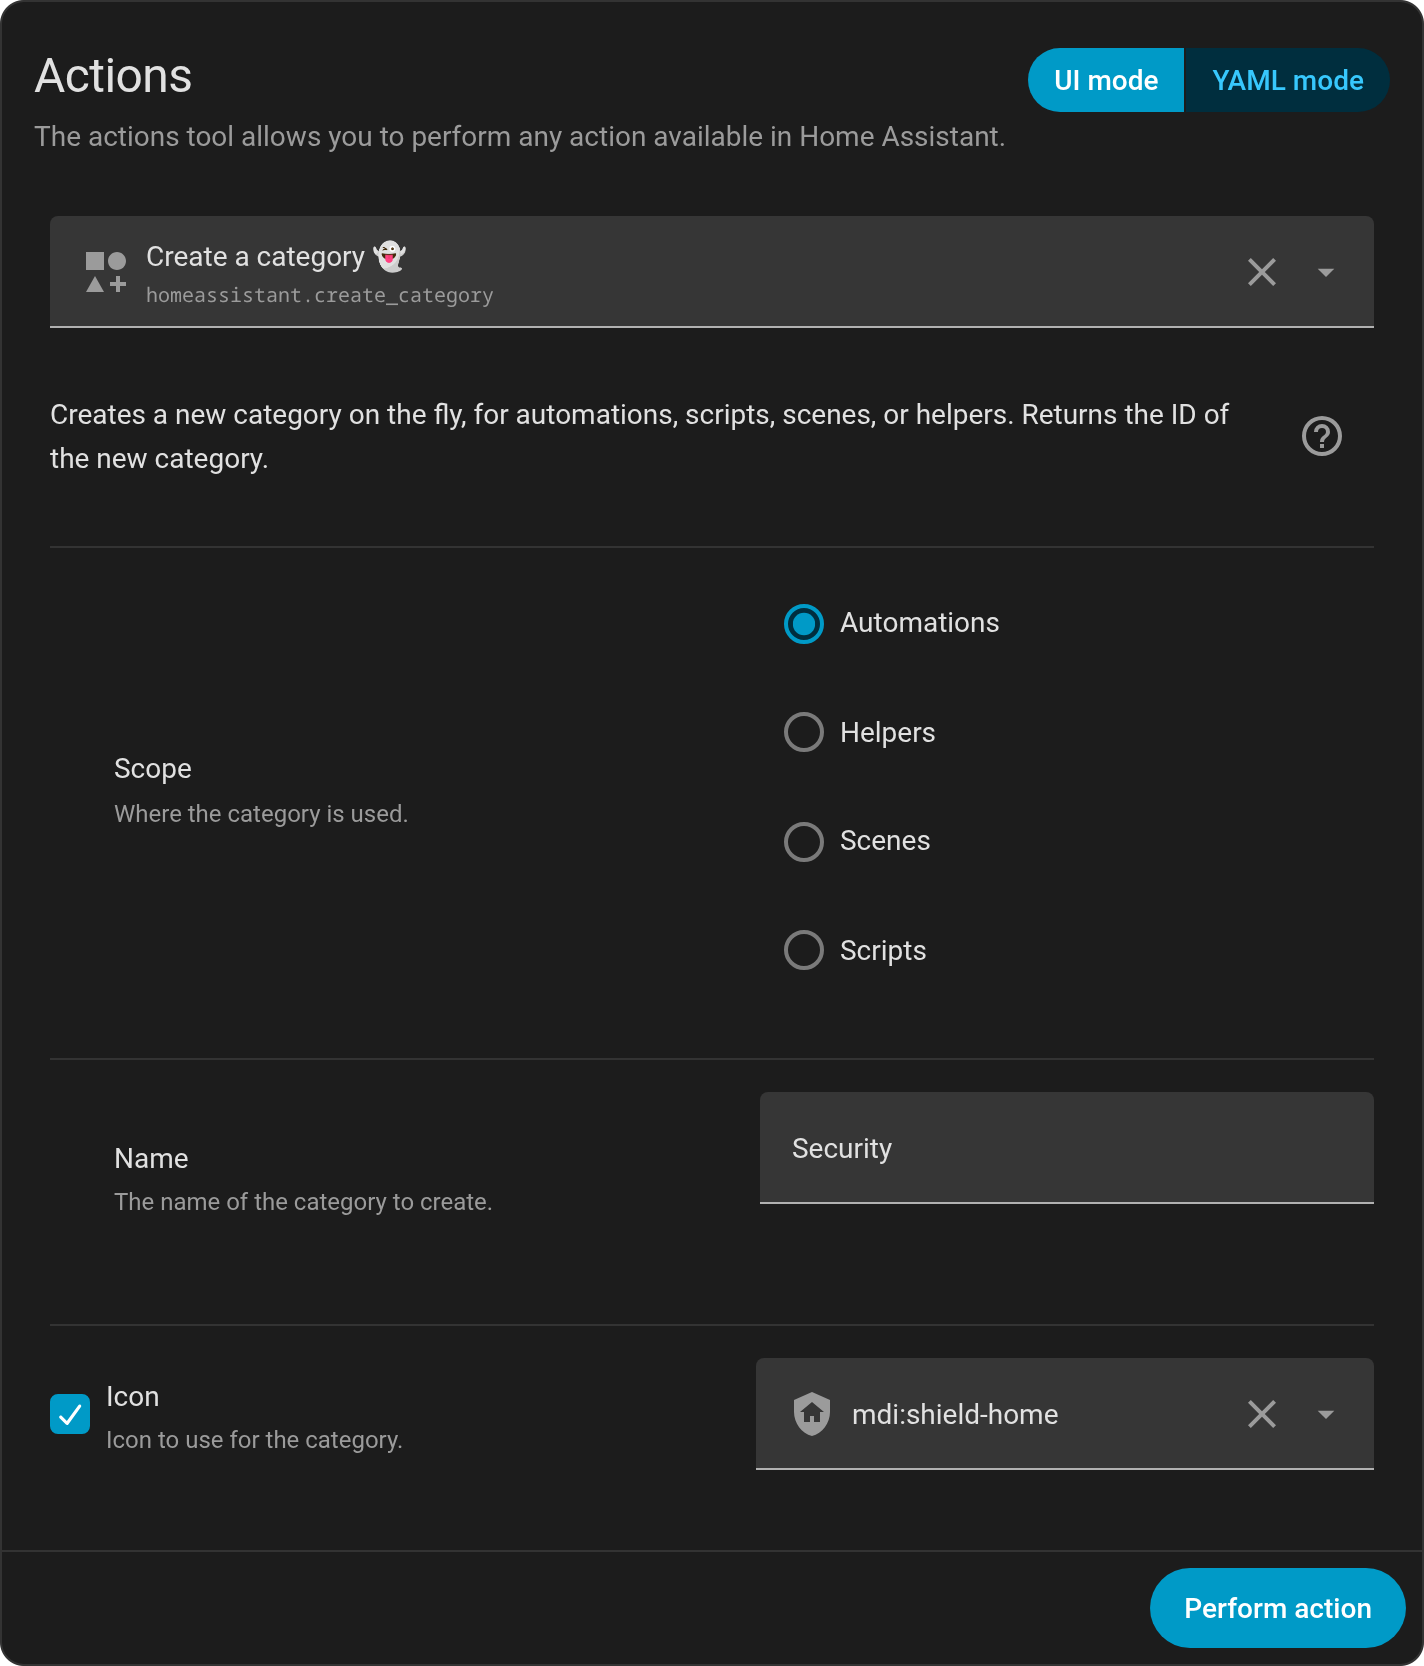 Actions
UI mode
YAML mode
The actions tool allows you to perform any action available in Home Assistant.
Create a category 👻
homeassistant.create_category
Creates a new category on the fly, for automations, scripts, scenes, or helpers. Returns the ID of
the new category.
Scope
Where the category is used.
Automations
Helpers
Scenes
Scripts
Name
The name of the category to create.
Security
Icon
Icon to use for the category.
mdi:shield-home
Perform action